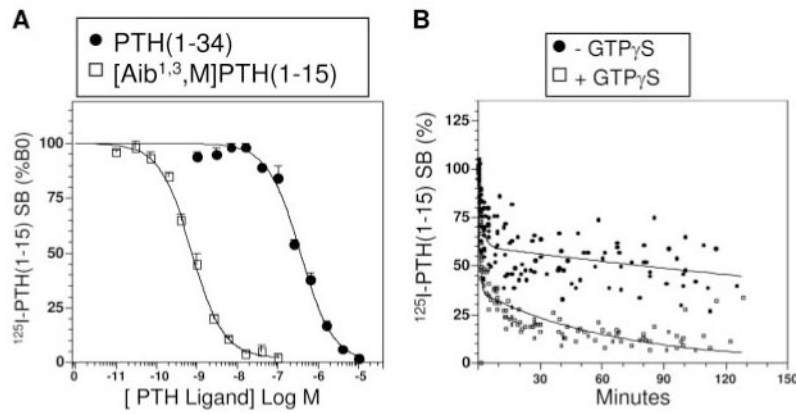 A
PTH(1-34)
[Aib1,3,M]PTH(1-15)
125I-PTH(1-15) SB (%B0)
100
75
50
25
0
-11 -10 -9 -8 -7 -6 -5
[ PTH Ligand] Log M
B
- GTPγS
+ GTPγS
125I-PTH(1-15) SB (%)
125
100
75
50
25
0
0 30 60 90 120 150
Minutes